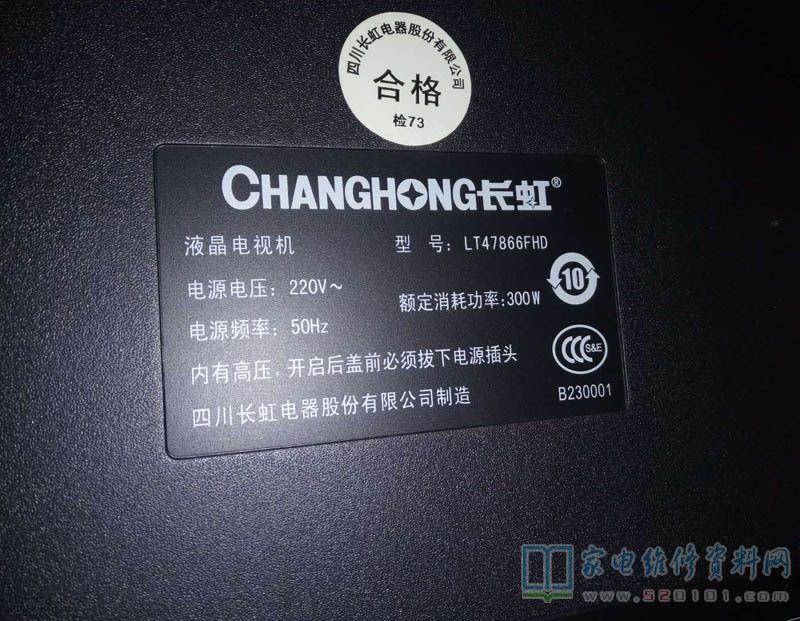 四川长虹电器股份有限公司
合格
检73
CHANGHONG长虹®
液晶电视机 型 号: LT47866FHD
电源电压: 220V～ 额定消耗功率:300W
10
电源频率: 50Hz
内有高压,开启后盖前必须拔下电源插头
CCC S&E
四川长虹电器股份有限公司制造
B230001
家电维修资料网
www.520101.com